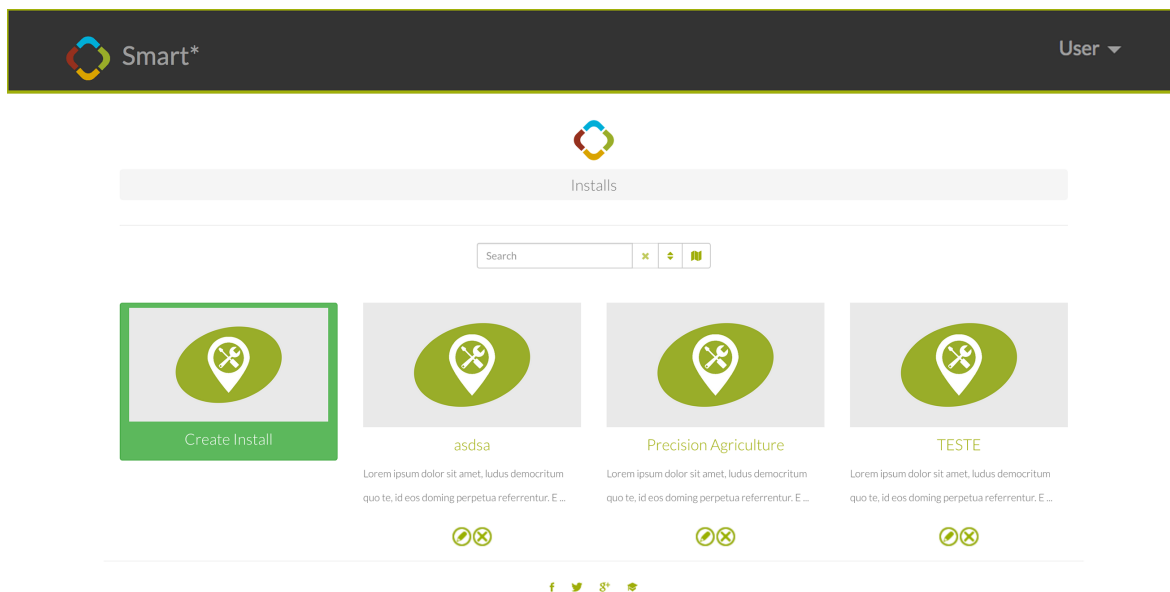 Smart*
User
Installs
Search
Create Install
asdsa
Lorem ipsum dolor sit amet, ludus democritum
quo te, id eos doming perpetua referrentur. E ...
Precision Agriculture
Lorem ipsum dolor sit amet, ludus democritum
quo te, id eos doming perpetua referrentur. E ...
TESTE
Lorem ipsum dolor sit amet, ludus democritum
quo te, id eos doming perpetua referrentur. E ...